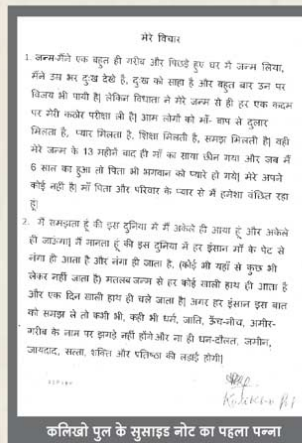 मेरे विचार
1. जन्म-मैंने एक बहुत ही गरीब और पिछड़े हुए घर में जन्म लिया,
मैंने उम्र भर दुःख देखे है, दुःख को साहा है और बहुत बार उन पर
विजय भी पायी है| लेकिन विधाता ने मेरे जन्म से ही हर एक कदम
पर मेरी कठोर परीक्षा ली है| आम लोगों को माँ- बाप से दुलार
मिलता है, प्यार मिलता है, शिक्षा मिलती है, समझ मिलती है| वही
मेरे जन्म के 13 महीनें बाद ही माँ का साया छीन गया और जब मैं
6 साल का हुआ तो पिता भी भगवान को प्यारे हो गये| मेरे अपने
कोई नही है| माँ पिता और परिवार के प्यार से मैं हमेशा वंछित रहा
हूं|
2. मैं समझता हूं की इस दुनिया में मैं अकेले ही आया हूं और अकेले
ही जाऊंगा| मैं मानता हूं की इस दुनिया में हर इंसान माँ के पेट से
नंगा ही आता है और नंगा ही जाता है, (कोई भी यहाँ से कुछ भी
लेकर नहीं जाता है) मतलब जन्म से हर कोई खाली हाथ ही आता है
और एक दिन खाली हाथ ही चले जाता है| अगर हर इंसान इस बात
को समझ ले तो कभी भी, कही भी धर्म, जाति, ऊँच-नीच, अमीर-
गरीब के नाम पर झगड़े नहीं होंगे और ना ही धन-दौलत, जमीन,
जायदाद, सत्ता, शक्ति और प्रतिष्ठा की लड़ाई होगी|
कलिखो पुल के सुसाइड नोट का पहला पन्ना